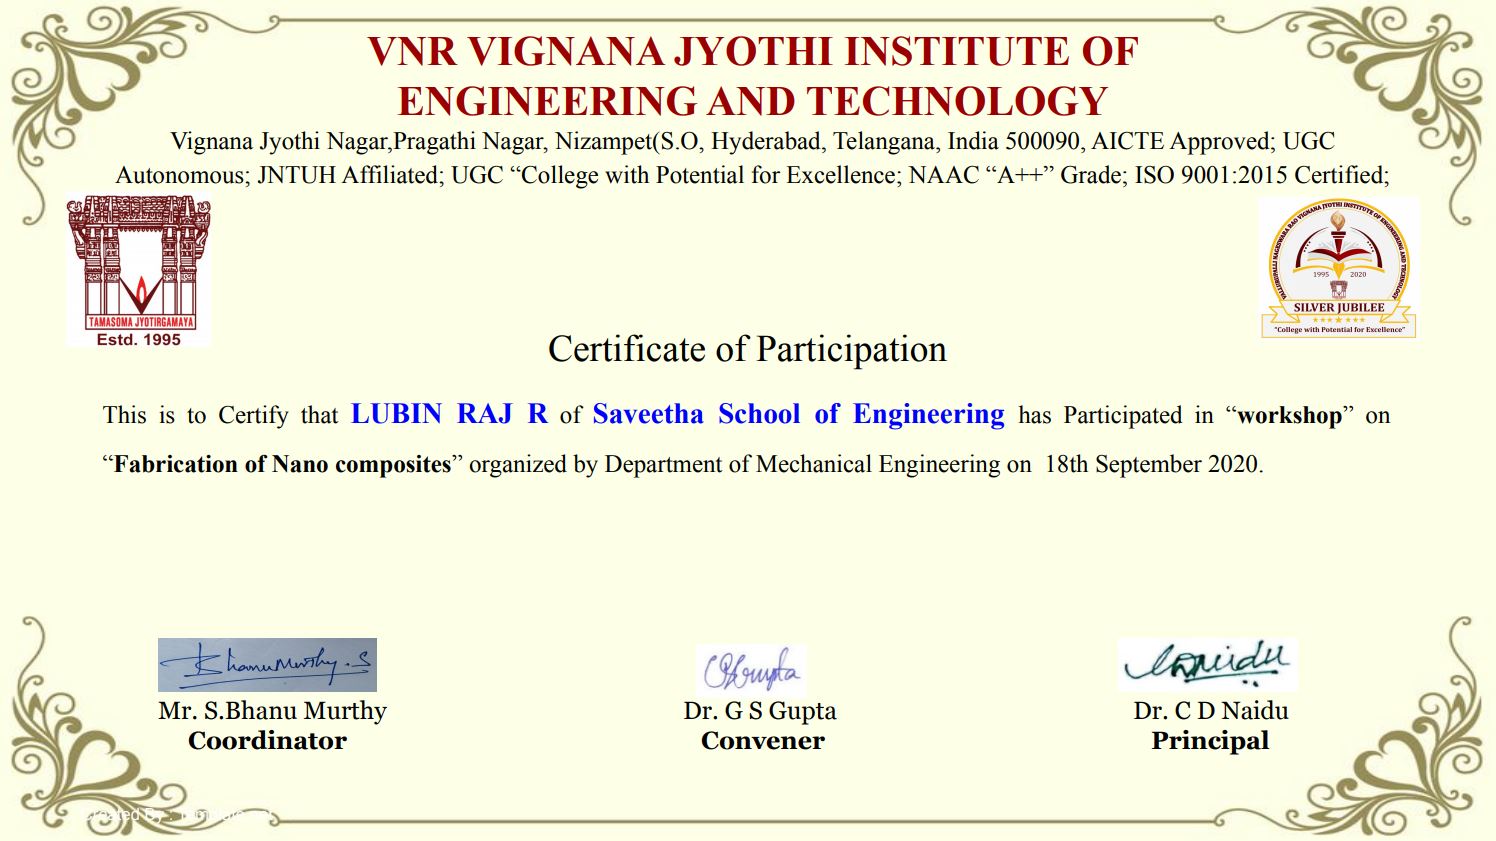 VNR VIGNANA JYOTHI INSTITUTE OF
ENGINEERING AND TECHNOLOGY
Vignana Jyothi Nagar,Pragathi Nagar, Nizampet(S.O, Hyderabad, Telangana, India 500090, AICTE Approved; UGC
Autonomous; JNTUH Affiliated; UGC “College with Potential for Excellence; NAAC “A++” Grade; ISO 9001:2015 Certified;
TAMASOMA JYOTIRGAMAYA
Estd. 1995
VALLURUPALLI NAGESWARA RAO VIGNANA JYOTHI INSTITUTE OF ENGINEERING AND TECHNOLOGY
1995 2020
SILVER JUBILEE
"College with Potential for Excellence"
Certificate of Participation
This is to Certify that LUBIN RAJ R of Saveetha School of Engineering has Participated in “workshop” on
“Fabrication of Nano composites” organized by Department of Mechanical Engineering on 18th September 2020.
BhanuMurthy.S
Mr. S.Bhanu Murthy
Coordinator
Dr. G S Gupta
Convener
Dr. C D Naidu
Principal
Created By :